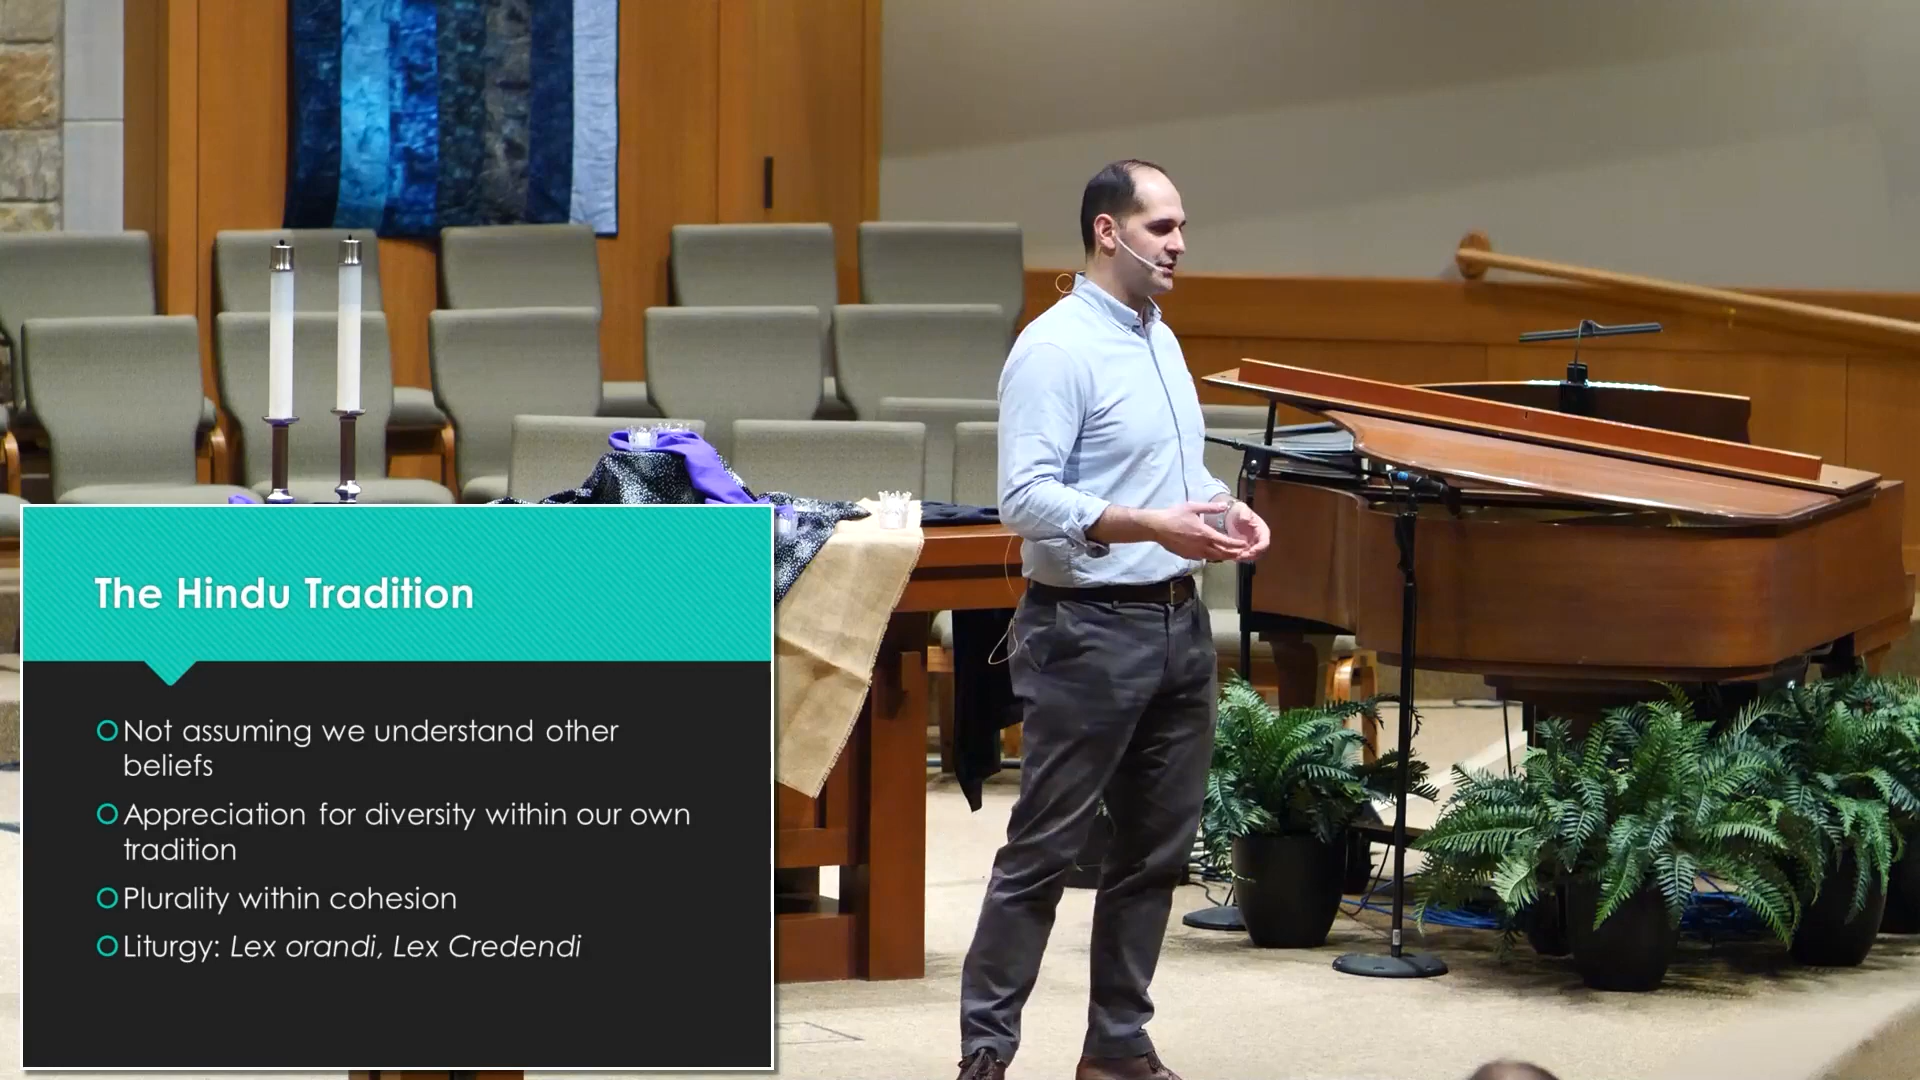 The Hindu Tradition
Not assuming we understand other
beliefs
Appreciation for diversity within our own
tradition
Plurality within cohesion
Liturgy: Lex orandi, Lex Credendi